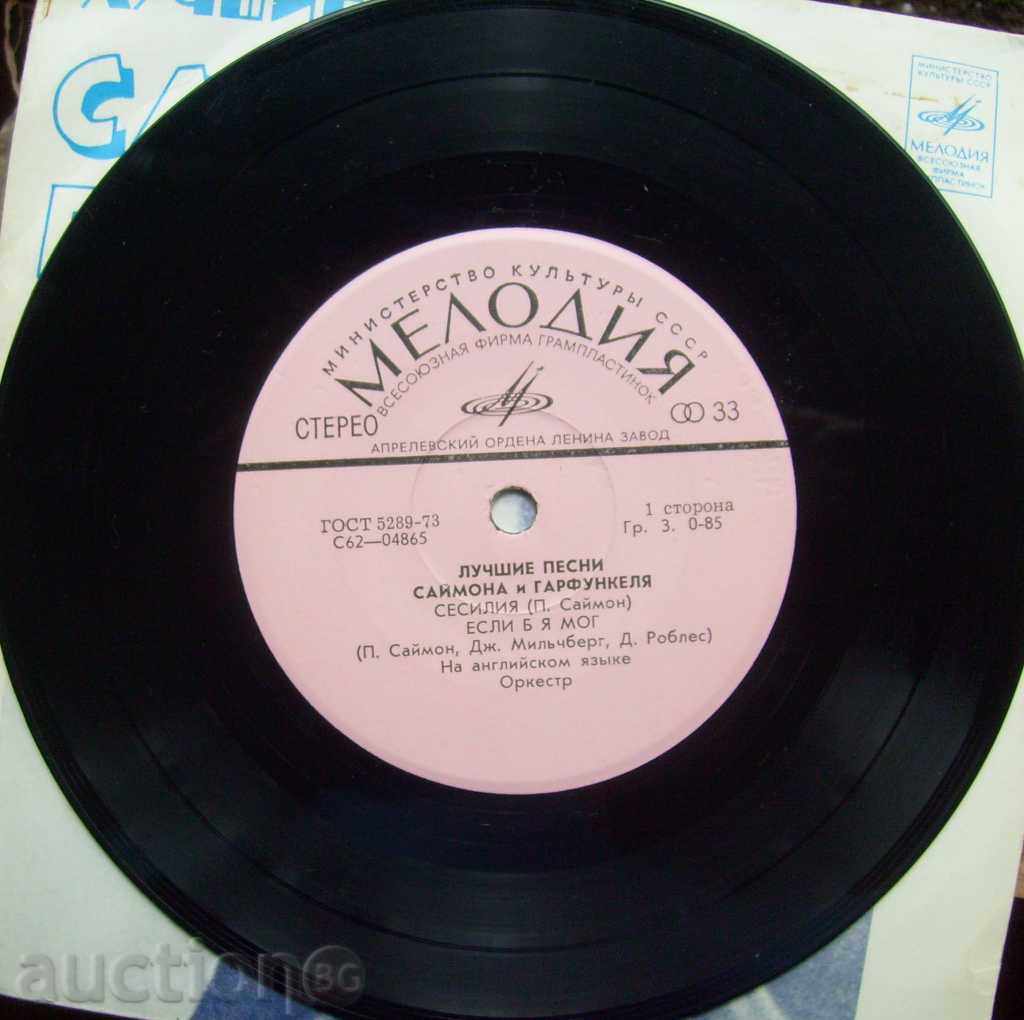 МИНИСТЕРСТВО
КУЛЬТУРЫ СССР
МЕЛОДИЯ
ВСЕСОЮЗНАЯ
ФИРМА
МИНИСТЕРСТВО КУЛЬТУРЫ СССР
МЕЛОДИЯ
ВСЕСОЮЗНАЯ ФИРМА ГРАМПЛАСТИНОК
СТЕРЕО
33
АПРЕЛЕВСКИЙ ОРДЕНА ЛЕНИНА ЗАВОД
ГОСТ 5289-73
С62—04865
1 сторона
Гр. 3. 0-85
ЛУЧШИЕ ПЕСНИ
САЙМОНА и ГАРФУНКЕЛЯ
СЕСИЛИЯ (П. Саймон)
ЕСЛИ Б Я МОГ
(П. Саймон, Дж. Мильчберг, Д. Роблес)
На английском языке
Оркестр
auction BG